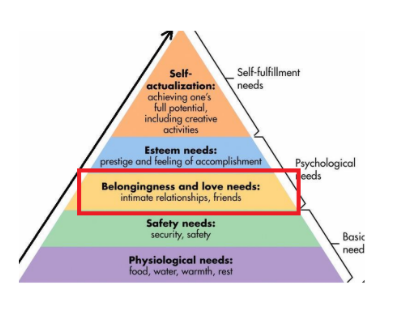 Self-
actualization:
achieving one's
full potential,
including creative
activities
Self-fulfillment
needs
Esteem needs:
prestige and feeling of accomplishment
Psychological
needs
Belongingness and love needs:
intimate relationships, friends
Safety needs:
security, safety
Basic
need
Physiological needs:
food, water, warmth, rest